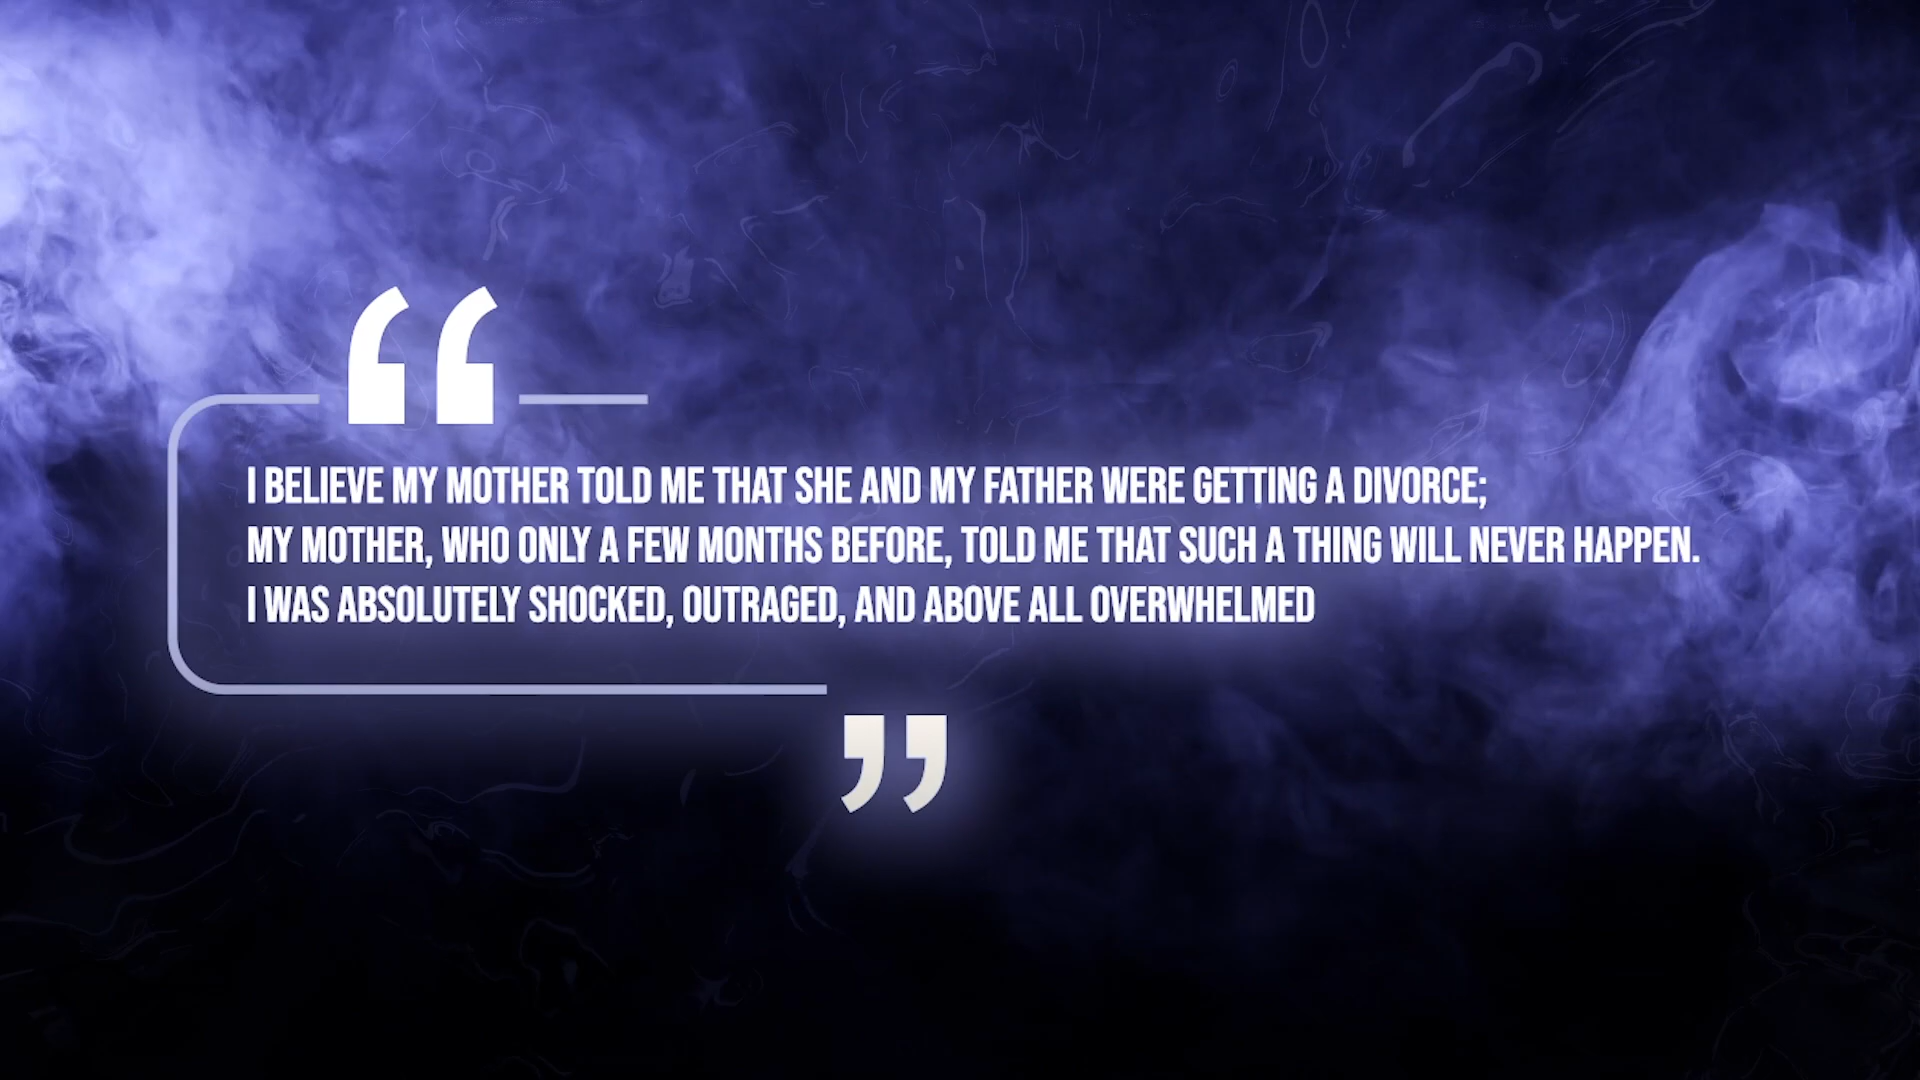 “
I BELIEVE MY MOTHER TOLD ME THAT SHE AND MY FATHER WERE GETTING A DIVORCE;
MY MOTHER, WHO ONLY A FEW MONTHS BEFORE, TOLD ME THAT SUCH A THING WILL NEVER HAPPEN.
I WAS ABSOLUTELY SHOCKED, OUTRAGED, AND ABOVE ALL OVERWHELMED
”